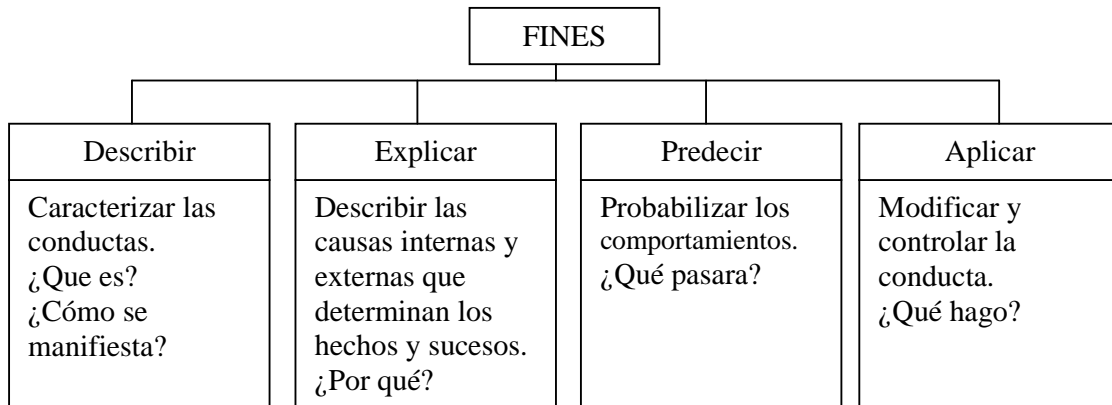 FINES
Describir
Caracterizar las
conductas.
¿Que es?
¿Cómo se
manifiesta?
Explicar
Describir las
causas internas y
externas que
determinan los
hechos y sucesos.
¿Por qué?
Predecir
Probabilizar los
comportamientos.
¿Qué pasara?
Aplicar
Modificar y
controlar la
conducta.
¿Qué hago?